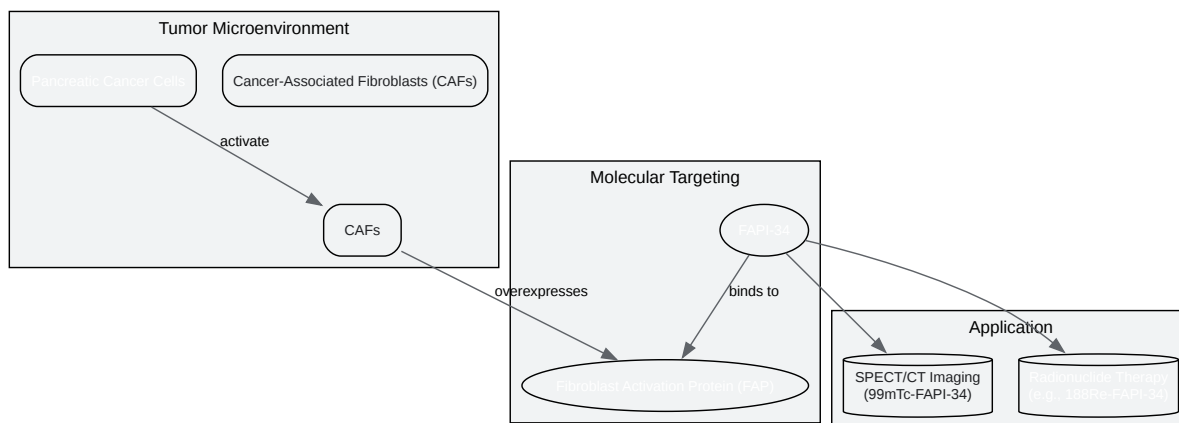 Tumor Microenvironment
Pancreatic Cancer Cells
Cancer-Associated Fibroblasts (CAFs)
activate
CAFs
Molecular Targeting
FAPI-34
overexpresses
binds to
Fibroblast Activation Protein (FAP)
Application
SPECT/CT Imaging
(99mTc-FAPI-34)
Radionuclide Therapy
(e.g., 188Re-FAPI-34)